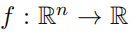 f : ℝⁿ → ℝ